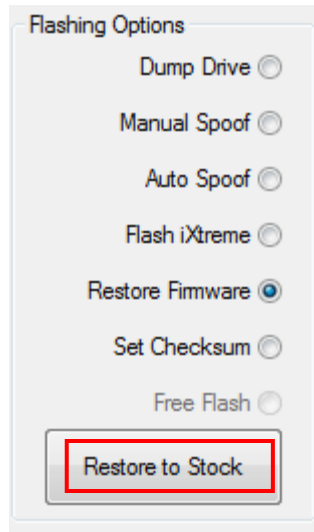 Flashing Options
Dump Drive
Manual Spoof
Auto Spoof
Flash iXtreme
Restore Firmware
Set Checksum
Free Flash
Restore to Stock